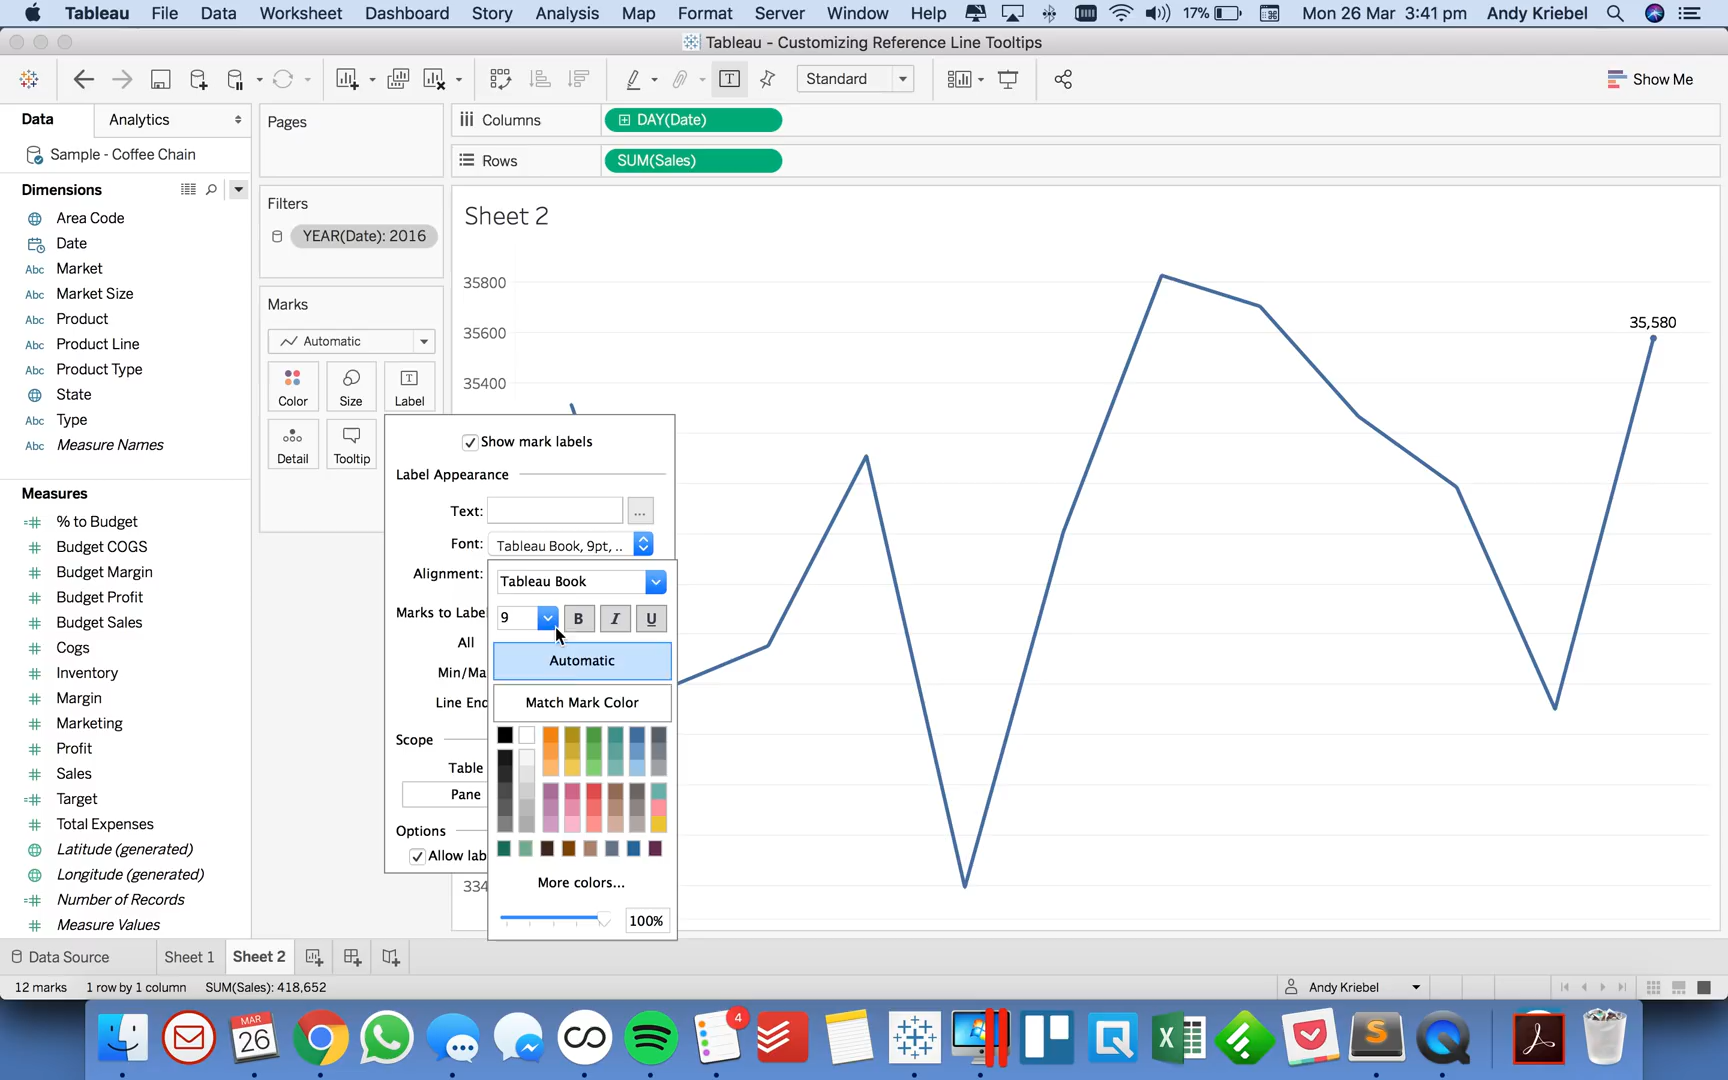 Tableau File Data Worksheet Dashboard Story Analysis Map Format Server Window Help 17% Mon 26 Mar 3:41 pm Andy Kriebel
Tableau - Customizing Reference Line Tooltips
Standard Show Me
Data Analytics Pages Columns DAY(Date)
Sample - Coffee Chain Rows SUM(Sales)
Dimensions
Filters
YEAR(Date): 2016
Sheet 2
Area Code
Date
Abc Market
Abc Market Size
Abc Product
Abc Product Line
Abc Product Type
State
Abc Type
Abc Measure Names
Marks
Automatic
Color Size Label
Detail Tooltip
35800
35600
35400
334
35,580
Show mark labels
Label Appearance
Text: ...
Font: Tableau Book, 9pt, ..
Alignment:
Marks to Labe
All
Min/Ma
Line End
Scope
Table
Pane
Options
Allow lab
Tableau Book
9 B I U
Automatic
Match Mark Color
More colors...
100%
Measures
% to Budget
Budget COGS
Budget Margin
Budget Profit
Budget Sales
Cogs
Inventory
Margin
Marketing
Profit
Sales
Target
Total Expenses
Latitude (generated)
Longitude (generated)
Number of Records
Measure Values
Data Source Sheet 1 Sheet 2
12 marks 1 row by 1 column SUM(Sales): 418,652 Andy Kriebel
MAR
26
4